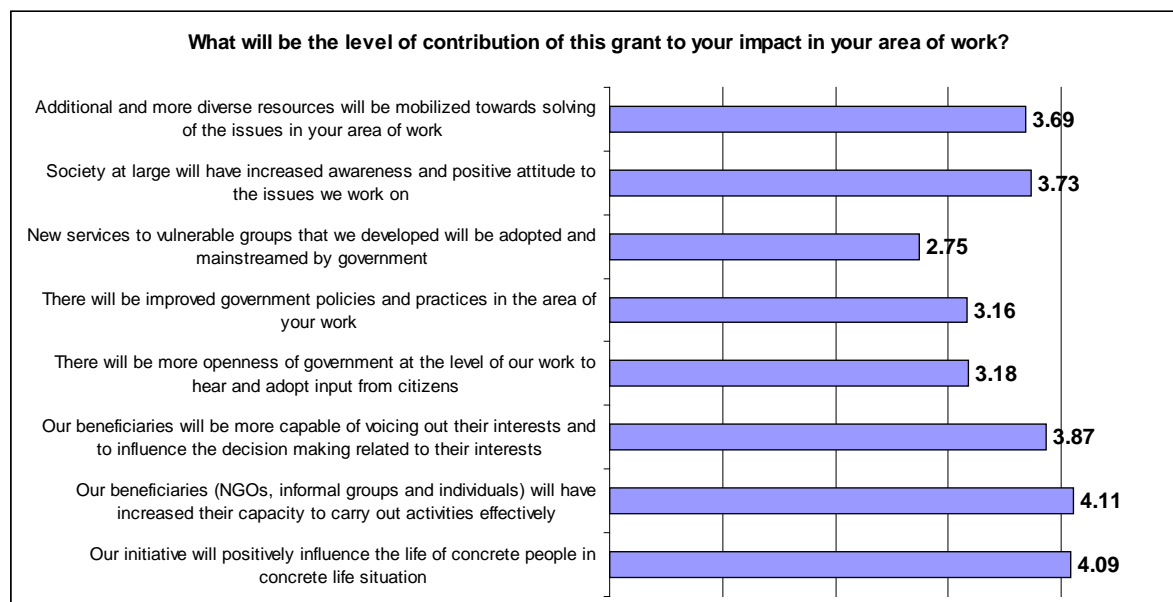 What will be the level of contribution of this grant to your impact in your area of work?
Additional and more diverse resources will be mobilized towards solving
of the issues in your area of work
3.69
Society at large will have increased awareness and positive attitude to
the issues we work on
3.73
New services to vulnerable groups that we developed will be adopted and
mainstreamed by government
2.75
There will be improved government policies and practices in the area of
your work
3.16
There will be more openness of government at the level of our work to
hear and adopt input from citizens
3.18
Our beneficiaries will be more capable of voicing out their interests and
to influence the decision making related to their interests
3.87
Our beneficiaries (NGOs, informal groups and individuals) will have
increased their capacity to carry out activities effectively
4.11
Our initiative will positively influence the life of concrete people in
concrete life situation
4.09